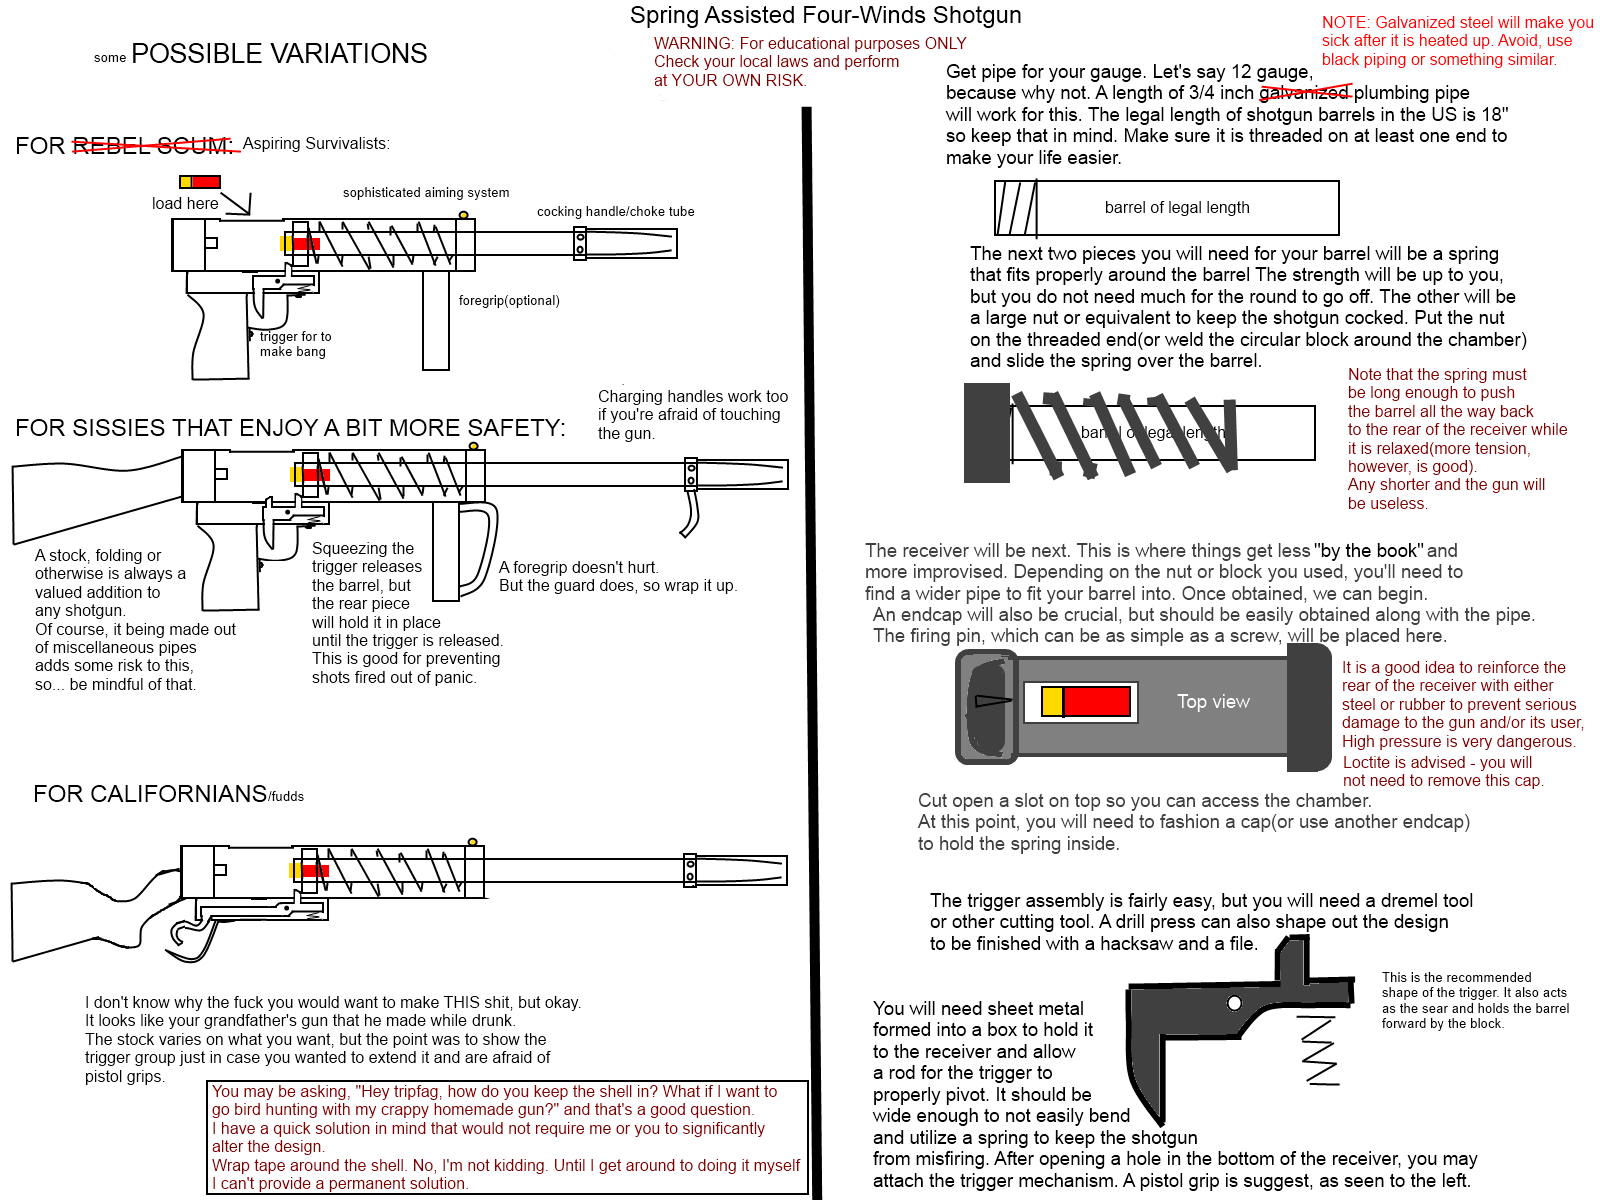 Spring Assisted Four-Winds Shotgun
some POSSIBLE VARIATIONS
WARNING: For educational purposes ONLY
Check your local laws and perform
at YOUR OWN RISK.
FOR REBEL SCUM: Aspiring Survivalists:
load here
sophisticated aiming system
cocking handle/choke tube
foregrip(optional)
trigger for to
make bang
Charging handles work too
if you're afraid of touching
the gun.
FOR SISSIES THAT ENJOY A BIT MORE SAFETY:
A stock, folding or
otherwise is always a
valued addition to
any shotgun.
Of course, it being made out
of miscellaneous pipes
adds some risk to this,
so... be mindful of that.
Squeezing the
trigger releases
the barrel, but
the rear piece
will hold it in place
until the trigger is released.
This is good for preventing
shots fired out of panic.
A foregrip doesn't hurt.
But the guard does, so wrap it up.
FOR CALIFORNIANS/fudds
I don't know why the fuck you would want to make THIS shit, but okay.
It looks like your grandfather's gun that he made while drunk.
The stock varies on what you want, but the point was to show the
trigger group just in case you wanted to extend it and are afraid of
pistol grips.
You may be asking, "Hey tripfag, how do you keep the shell in? What if I want to
go bird hunting with my crappy homemade gun?" and that's a good question.
I have a quick solution in mind that would not require me or you to significantly
alter the design.
Wrap tape around the shell. No, I'm not kidding. Until I get around to doing it myself
I can't provide a permanent solution.
NOTE: Galvanized steel will make you
sick after it is heated up. Avoid, use
black piping or something similar.
Get pipe for your gauge. Let's say 12 gauge,
because why not. A length of 3/4 inch galvanized plumbing pipe
will work for this. The legal length of shotgun barrels in the US is 18"
so keep that in mind. Make sure it is threaded on at least one end to
make your life easier.
barrel of legal length
The next two pieces you will need for your barrel will be a spring
that fits properly around the barrel The strength will be up to you,
but you do not need much for the round to go off. The other will be
a large nut or equivalent to keep the shotgun cocked. Put the nut
on the threaded end(or weld the circular block around the chamber)
and slide the spring over the barrel.
barrel of legal length
Note that the spring must
be long enough to push
the barrel all the way back
to the rear of the receiver while
it is relaxed(more tension,
however, is good).
Any shorter and the gun will
be useless.
The receiver will be next. This is where things get less "by the book" and
more improvised. Depending on the nut or block you used, you'll need to
find a wider pipe to fit your barrel into. Once obtained, we can begin.
An endcap will also be crucial, but should be easily obtained along with the pipe.
The firing pin, which can be as simple as a screw, will be placed here.
Top view
It is a good idea to reinforce the
rear of the receiver with either
steel or rubber to prevent serious
damage to the gun and/or its user,
High pressure is very dangerous.
Loctite is advised - you will
not need to remove this cap.
Cut open a slot on top so you can access the chamber.
At this point, you will need to fashion a cap(or use another endcap)
to hold the spring inside.
The trigger assembly is fairly easy, but you will need a dremel tool
or other cutting tool. A drill press can also shape out the design
to be finished with a hacksaw and a file.
This is the recommended
shape of the trigger. It also acts
as the sear and holds the barrel
forward by the block.
You will need sheet metal
formed into a box to hold it
to the receiver and allow
a rod for the trigger to
properly pivot. It should be
wide enough to not easily bend
and utilize a spring to keep the shotgun
from misfiring. After opening a hole in the bottom of the receiver, you may
attach the trigger mechanism. A pistol grip is suggest, as seen to the left.